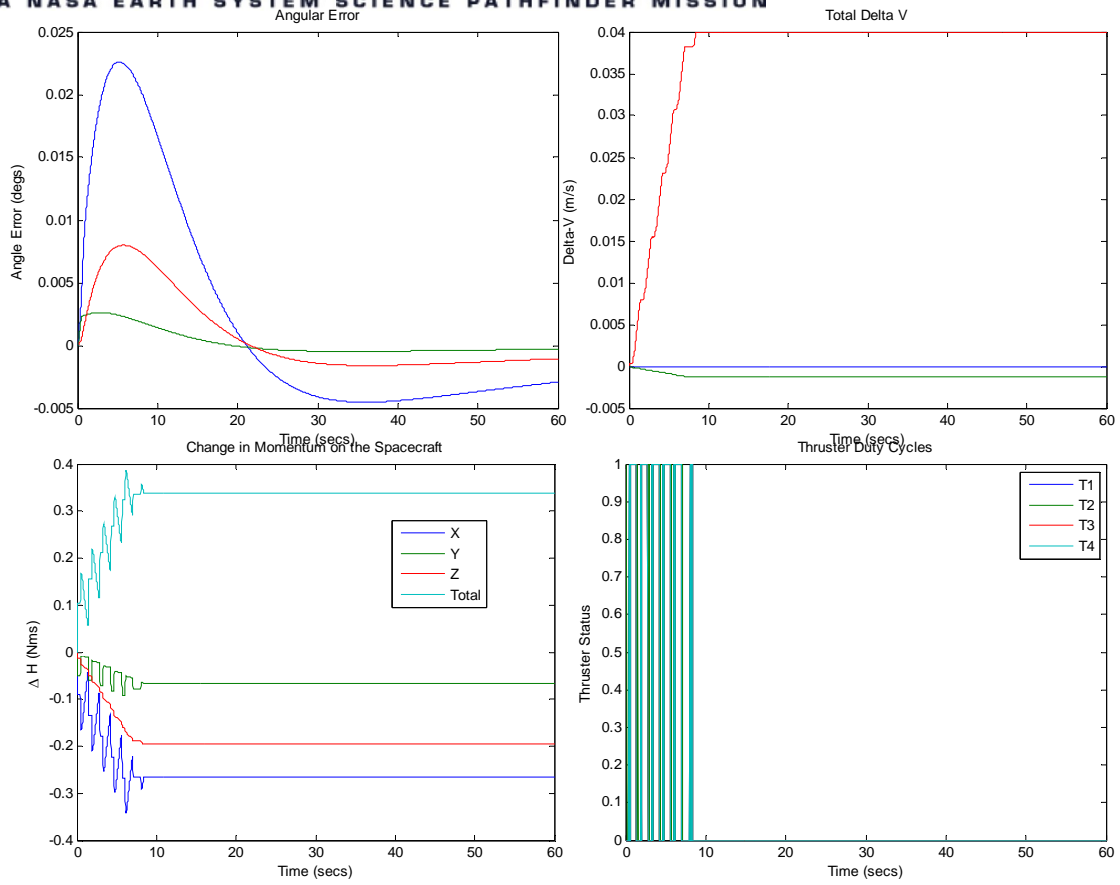 A NASA EARTH SYSTEM SCIENCE PATHFINDER MISSION
Angular Error
0.025
0.02
0.015
0.01
0.005
0
-0.005
Angle Error (degs)
0 10 20 30 40 50 60
Time (secs)
Total Delta V
0.04
0.035
0.03
0.025
0.02
0.015
0.01
0.005
0
-0.005
Delta-V (m/s)
0 10 20 30 40 50 60
Time (secs)
Change in Momentum on the Spacecraft
0.4
0.3
0.2
0.1
0
-0.1
-0.2
-0.3
-0.4
Δ H (Nms)
X
Y
Z
Total
0 10 20 30 40 50 60
Time (secs)
Thruster Duty Cycles
1
0.9
0.8
0.7
0.6
0.5
0.4
0.3
0.2
0.1
0
Thruster Status
T1
T2
T3
T4
0 10 20 30 40 50 60
Time (secs)